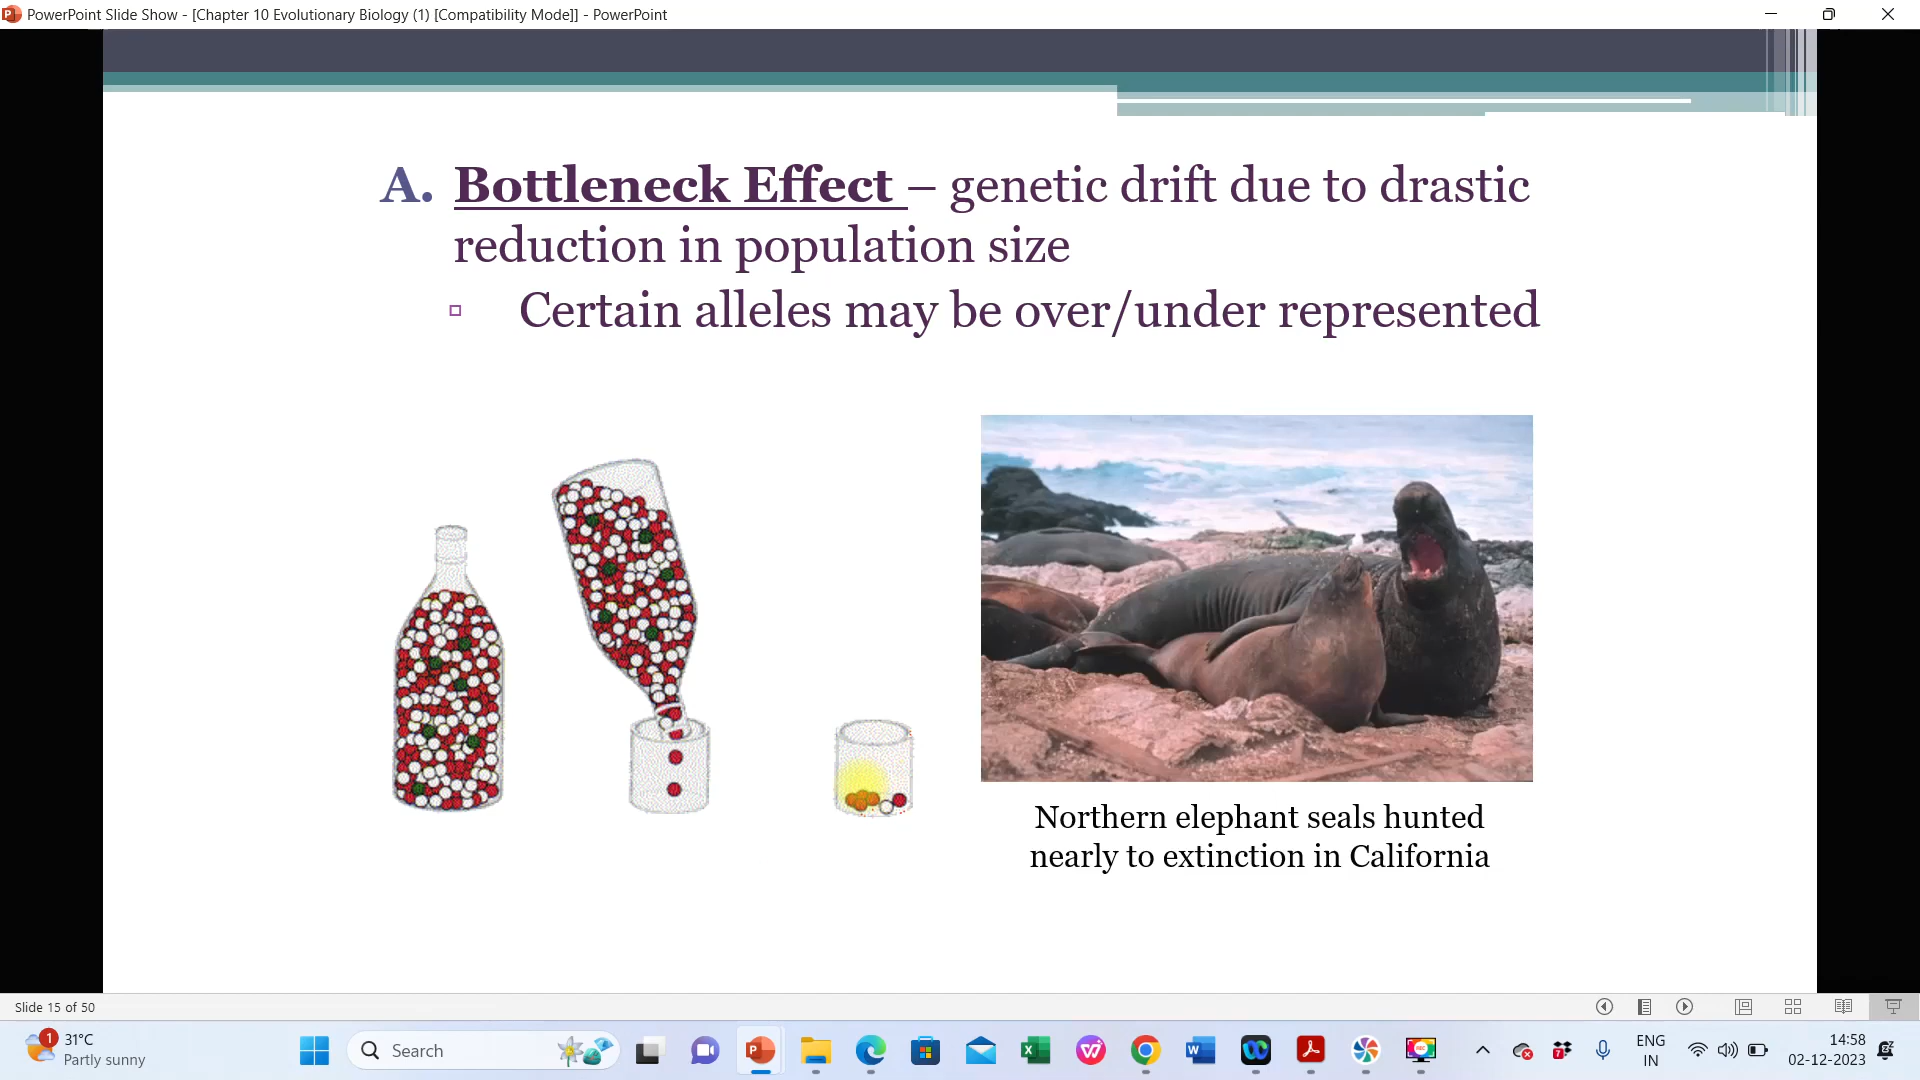 PowerPoint Slide Show - [Chapter 10 Evolutionary Biology (1) [Compatibility Mode]] - PowerPoint
A. Bottleneck Effect – genetic drift due to drastic
reduction in population size
Certain alleles may be over/under represented
Northern elephant seals hunted
nearly to extinction in California
Slide 15 of 50
1
31°C
Partly sunny
Search
7
ENG
IN
14:58
02-12-2023